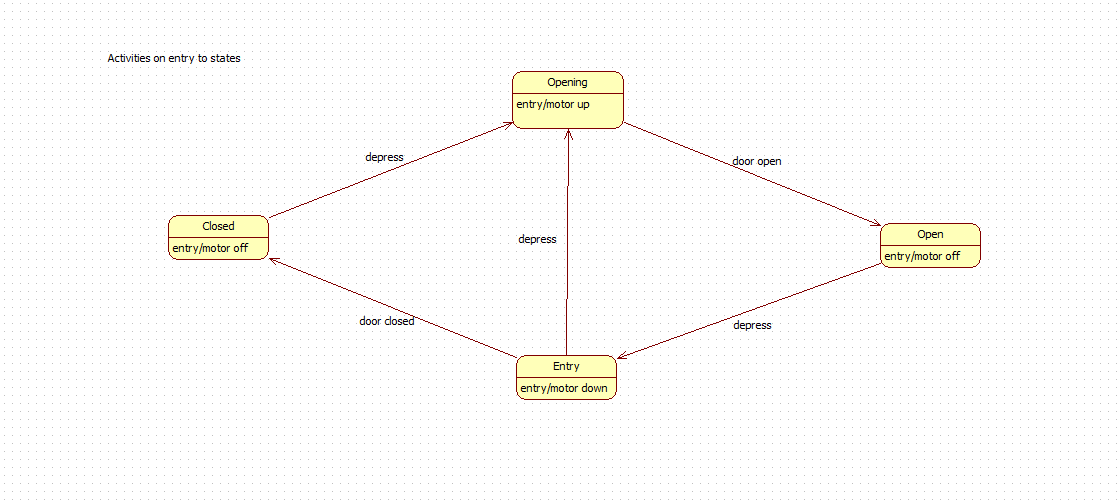 Activities on entry to states
Opening
entry/motor up
depress
door open
Closed
entry/motor off
depress
Open
entry/motor off
door closed
depress
Entry
entry/motor down